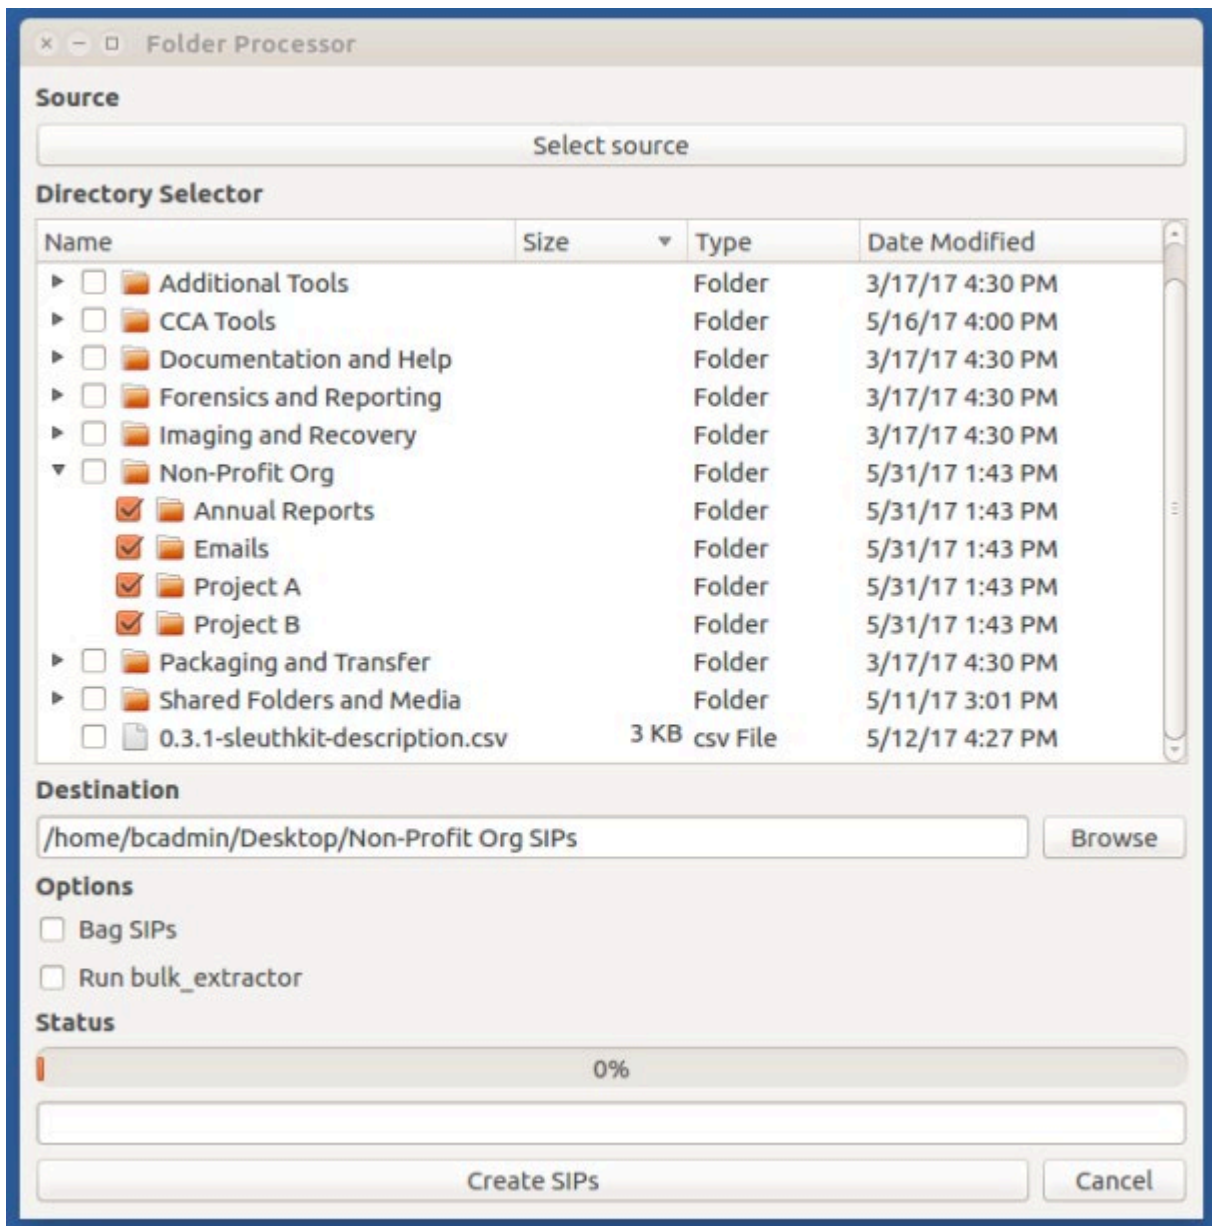 Folder Processor
Source
Select source
Directory Selector
Name Size Type Date Modified
Additional Tools Folder 3/17/17 4:30 PM
CCA Tools Folder 5/16/17 4:00 PM
Documentation and Help Folder 3/17/17 4:30 PM
Forensics and Reporting Folder 3/17/17 4:30 PM
Imaging and Recovery Folder 3/17/17 4:30 PM
Non-Profit Org Folder 5/31/17 1:43 PM
Annual Reports Folder 5/31/17 1:43 PM
Emails Folder 5/31/17 1:43 PM
Project A Folder 5/31/17 1:43 PM
Project B Folder 5/31/17 1:43 PM
Packaging and Transfer Folder 3/17/17 4:30 PM
Shared Folders and Media Folder 5/11/17 3:01 PM
0.3.1-sleuthkit-description.csv 3 KB csv File 5/12/17 4:27 PM
Destination
/home/bcadmin/Desktop/Non-Profit Org SIPs Browse
Options
Bag SIPs
Run bulk_extractor
Status
0%
Create SIPs Cancel